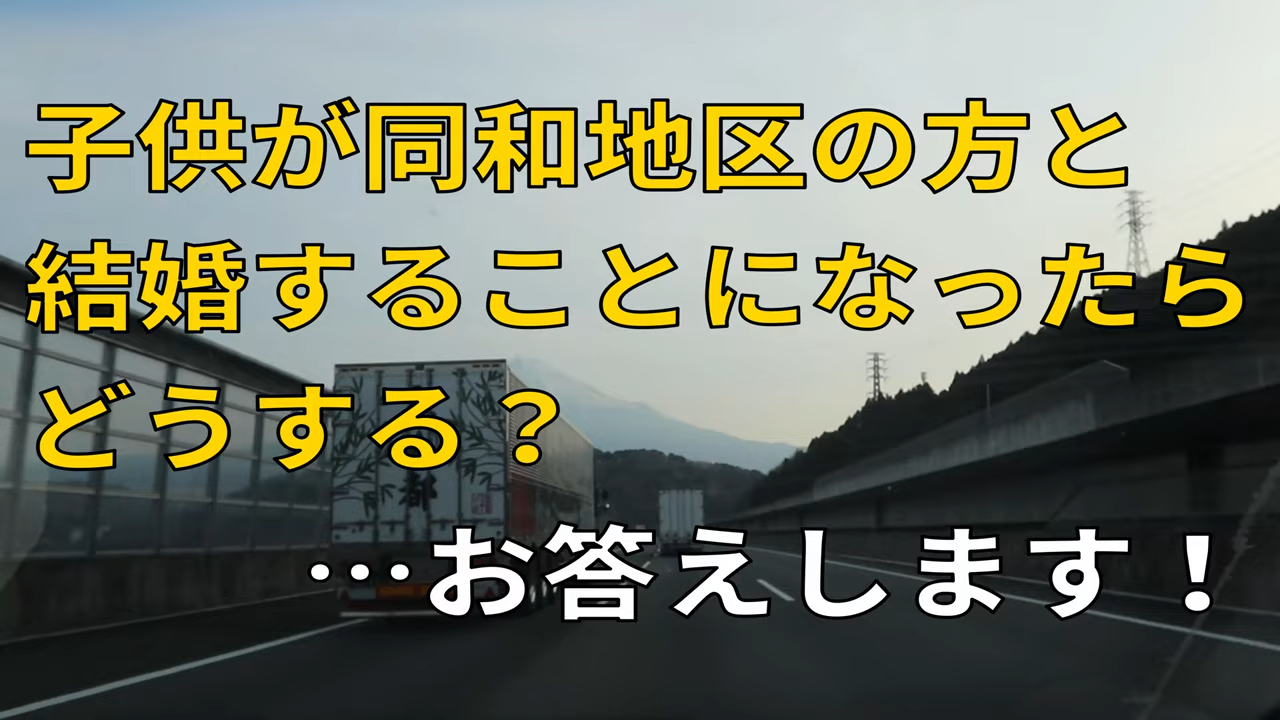 子供が同和地区の方と
結婚することになったら
どうする？
…お答えします！
都